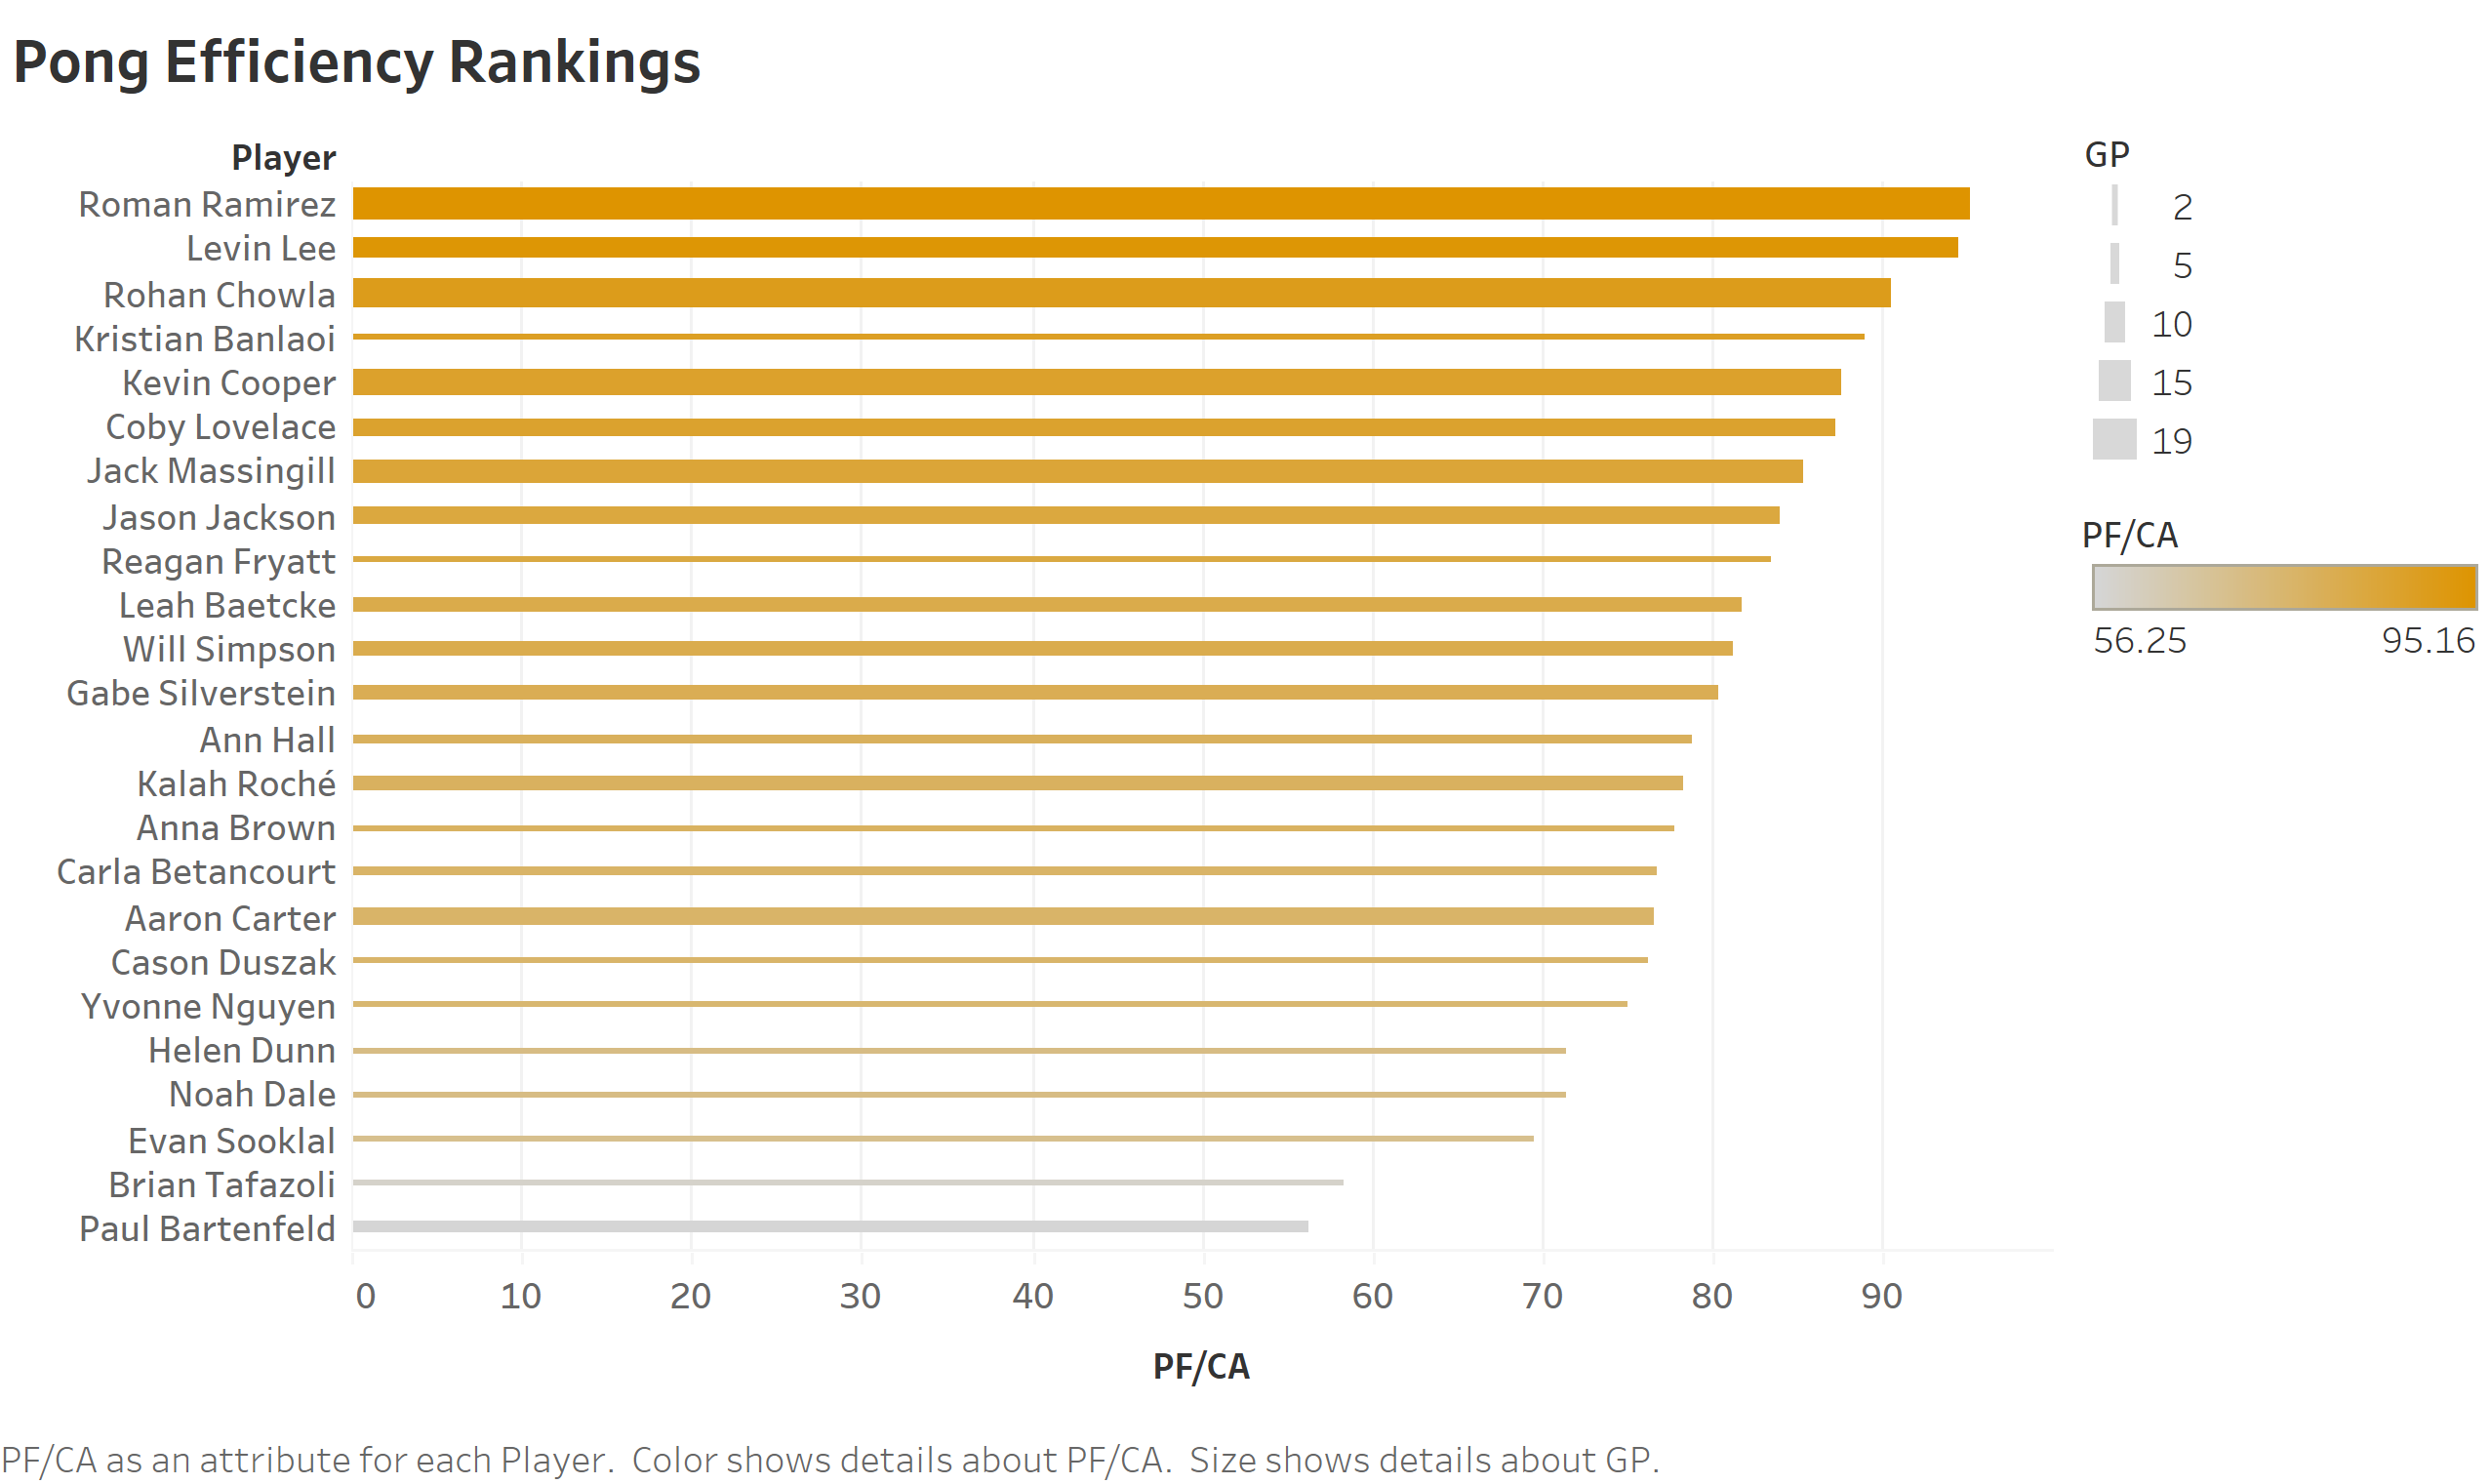 Pong Efficiency Rankings
Player
Roman Ramirez
Levin Lee
Rohan Chowla
Kristian Banlaoi
Kevin Cooper
Coby Lovelace
Jack Massingill
Jason Jackson
Reagan Fryatt
Leah Baetcke
Will Simpson
Gabe Silverstein
Ann Hall
Kalah Roché
Anna Brown
Carla Betancourt
Aaron Carter
Cason Duszak
Yvonne Nguyen
Helen Dunn
Noah Dale
Evan Sooklal
Brian Tafazoli
Paul Bartenfeld
0 10 20 30 40 50 60 70 80 90
PF/CA
GP
2
5
10
15
19
PF/CA
56.25 95.16
PF/CA as an attribute for each Player. Color shows details about PF/CA. Size shows details about GP.